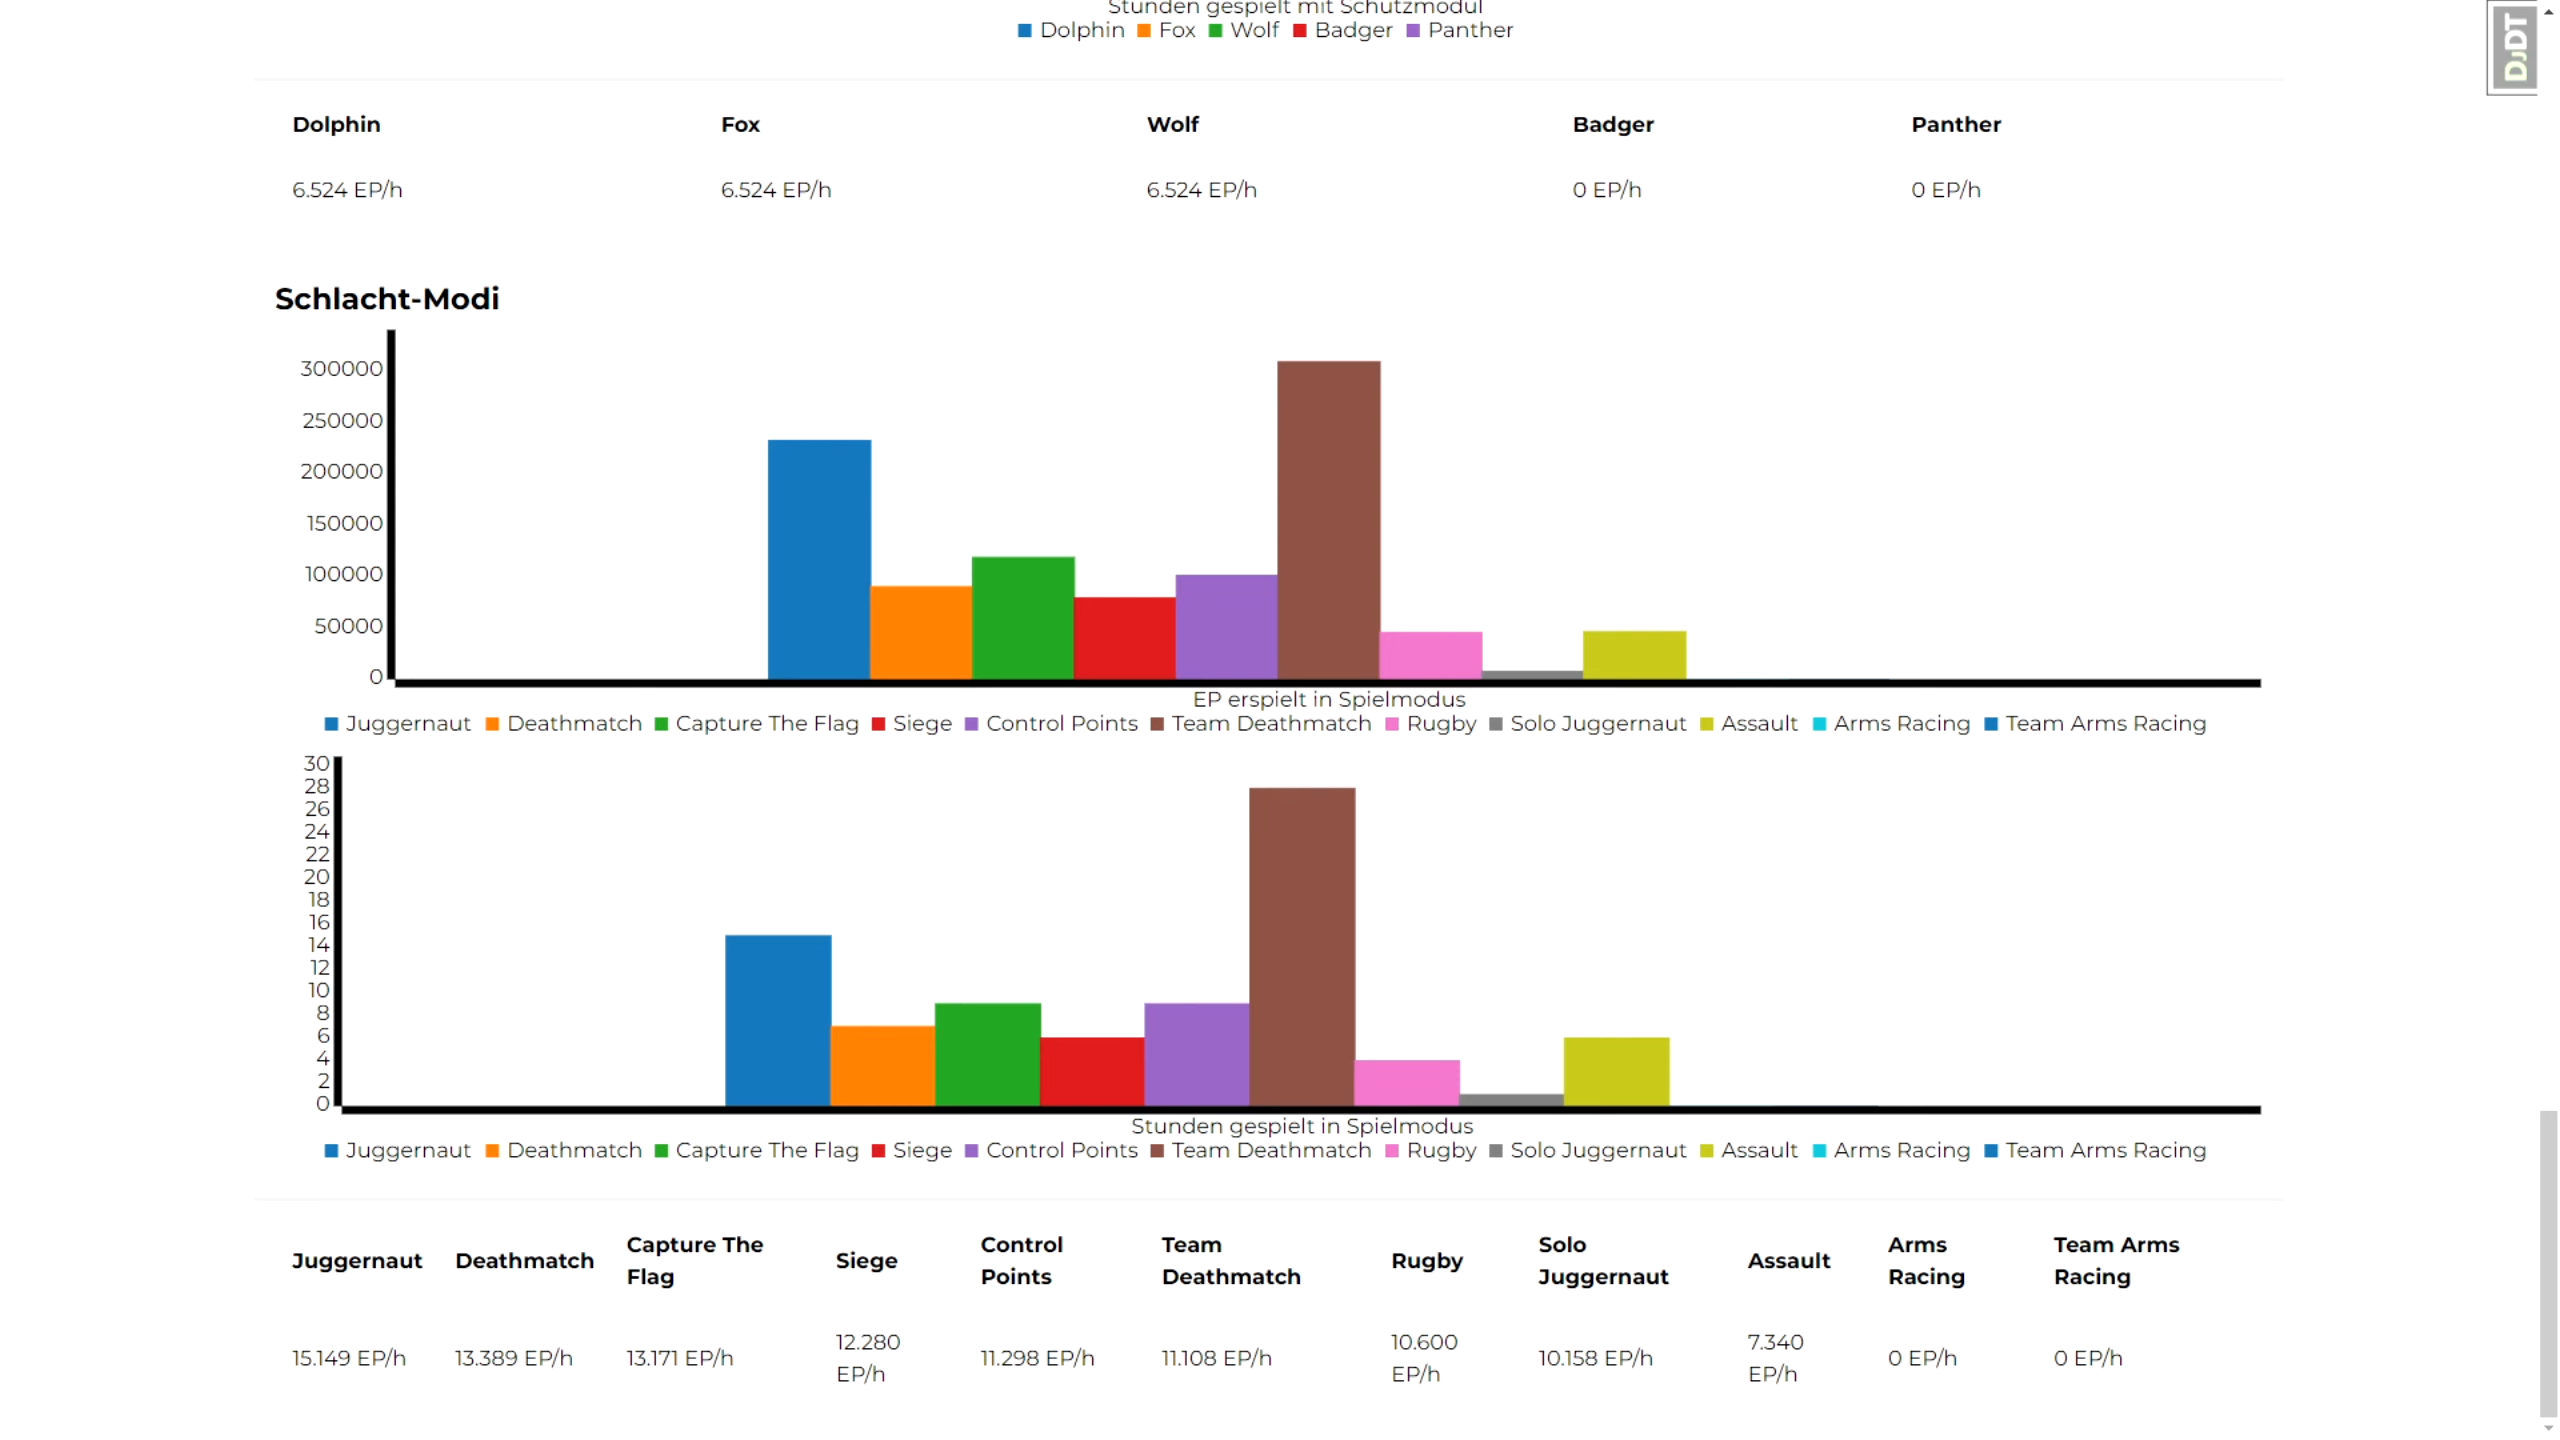 Stunden gespielt mit Schutzmodul
Dolphin Fox Wolf Badger Panther
DJDT
Dolphin Fox Wolf Badger Panther
6.524 EP/h 6.524 EP/h 6.524 EP/h 0 EP/h 0 EP/h
Schlacht-Modi
300000
250000
200000
150000
100000
50000
0
EP erspielt in Spielmodus
Juggernaut Deathmatch Capture The Flag Siege Control Points Team Deathmatch Rugby Solo Juggernaut Assault Arms Racing Team Arms Racing
30
28
26
24
22
20
18
16
14
12
10
8
6
4
2
0
Stunden gespielt in Spielmodus
Juggernaut Deathmatch Capture The Flag Siege Control Points Team Deathmatch Rugby Solo Juggernaut Assault Arms Racing Team Arms Racing
Juggernaut Deathmatch Capture The Flag Siege Control Points Team Deathmatch Rugby Solo Juggernaut Assault Arms Racing Team Arms Racing
15.149 EP/h 13.389 EP/h 13.171 EP/h 12.280 EP/h 11.298 EP/h 11.108 EP/h 10.600 EP/h 10.158 EP/h 7.340 EP/h 0 EP/h 0 EP/h